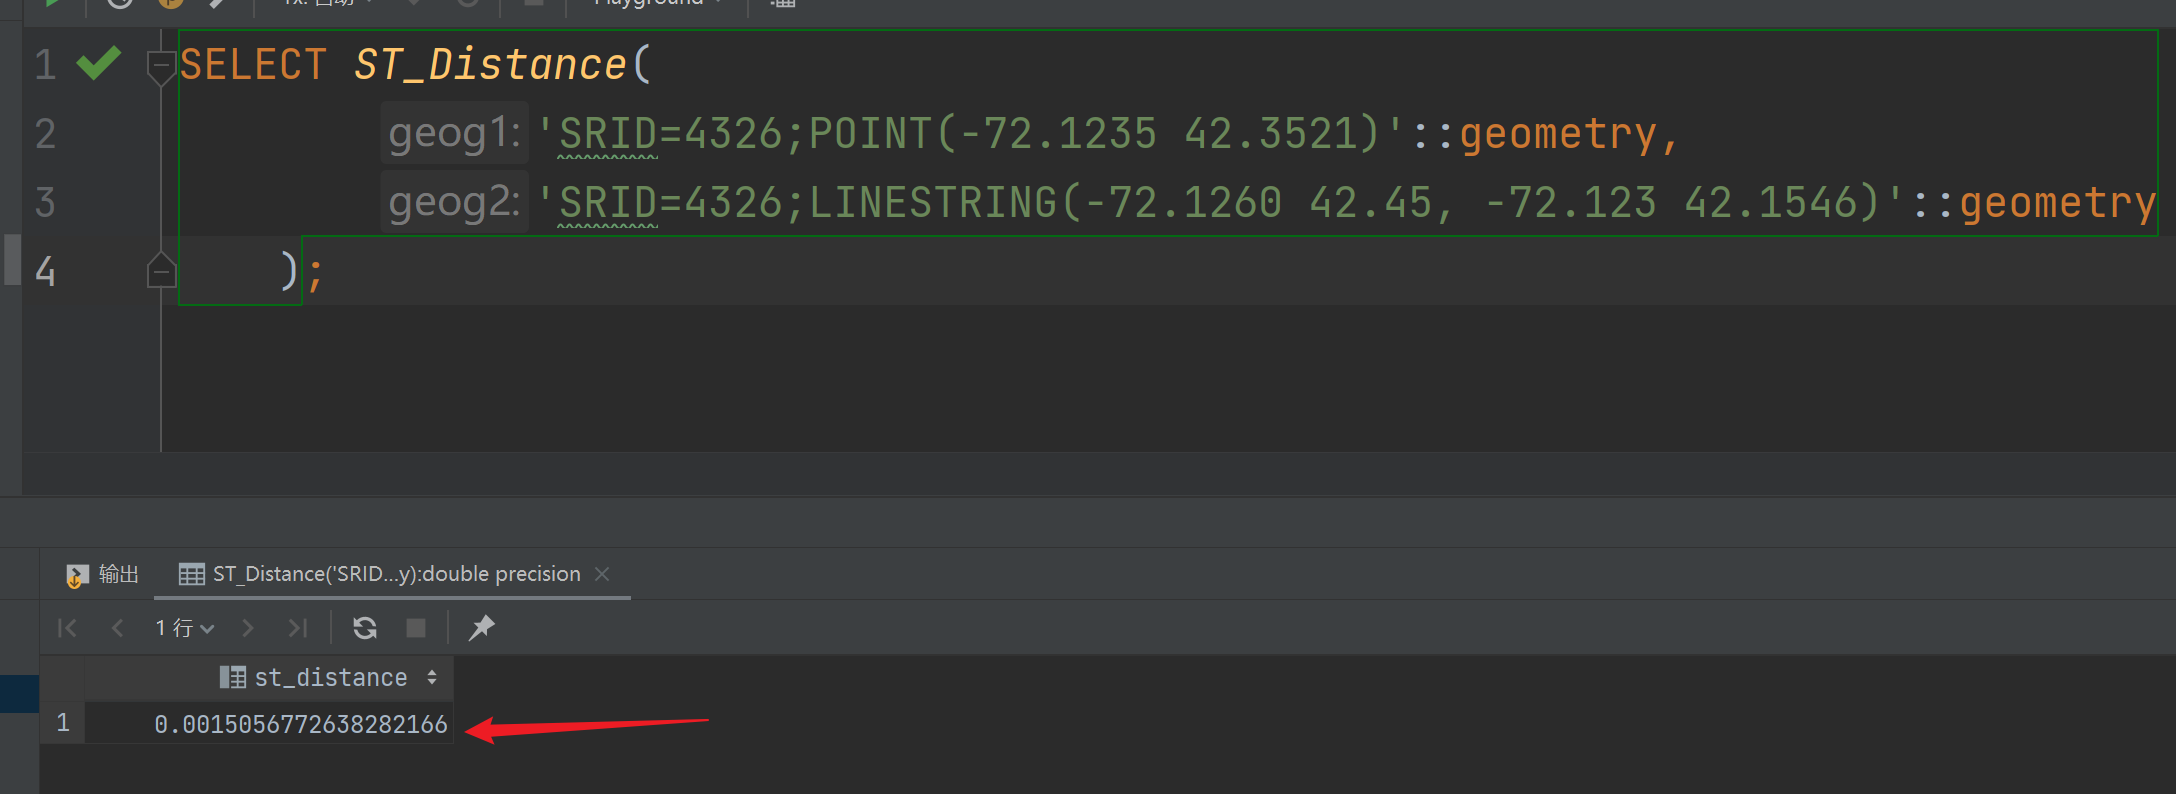 Tx: 自动
Playground
1 SELECT ST_Distance(
2 geog1: 'SRID=4326;POINT(-72.1235 42.3521)'::geometry,
3 geog2: 'SRID=4326;LINESTRING(-72.1260 42.45, -72.123 42.1546)'::geometry
4 );
输出
ST_Distance('SRID...y):double precision
1 行
st_distance
1 0.0015056772638282166